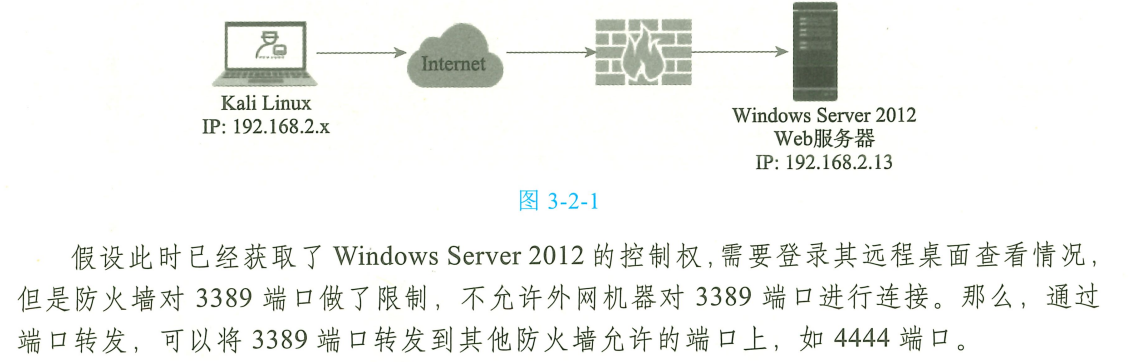 Internet
Kali Linux
IP: 192.168.2.x
Windows Server 2012
Web服务器
IP: 192.168.2.13
图 3-2-1
假设此时已经获取了 Windows Server 2012 的控制权,需要登录其远程桌面查看情况,
但是防火墙对 3389 端口做了限制，不允许外网机器对 3389 端口进行连接。那么，通过
端口转发，可以将 3389 端口转发到其他防火墙允许的端口上，如 4444 端口。